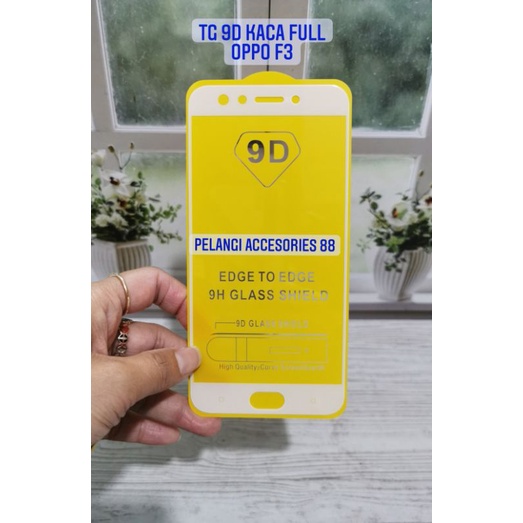 TG 9D KACA FULL
OPPO F3
9D
PELANGI ACCESORIES 88
EDGE TO EDGE
9H GLASS SHIELD
9D GLASS
High Quality